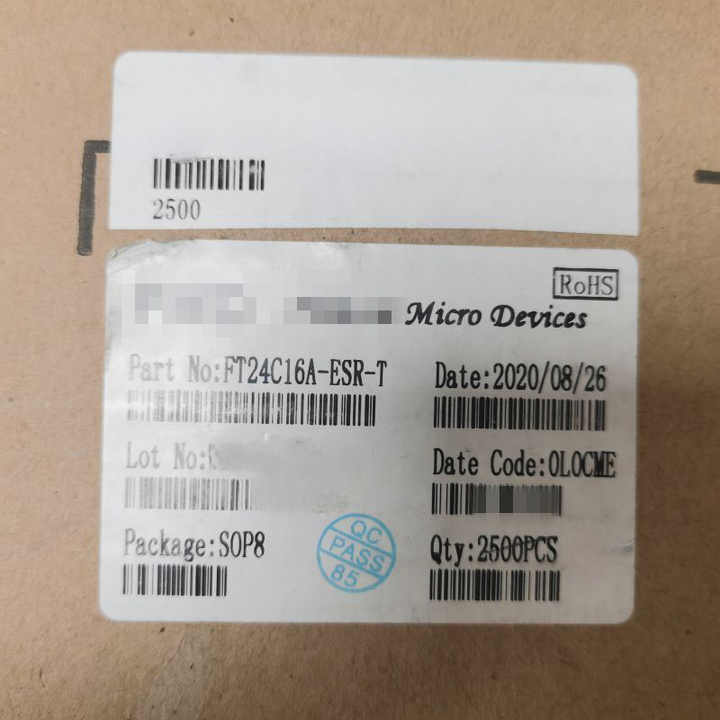 2500
RoHS
Micro Devices
Part No:FT24C16A-ESR-T
Date:2020/08/26
Lot No:
Date Code:0L0CME
Package:SOP8
QC
PASS
85
Qty:2500PCS